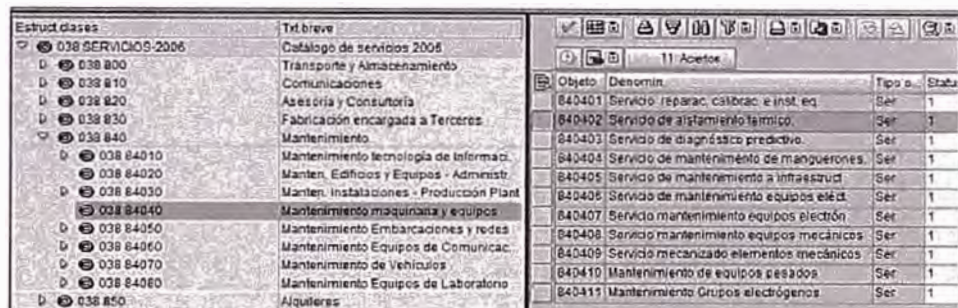 Estruct.clases Txt.breve
038 SERVICIOS-2006 Catálogo de servicios 2006
038 800 Transporte y Almacenamiento
038 810 Comunicaciones
038 820 Asesoría y Consultoría
038 830 Fabricación encargada a Terceros
038 840 Mantenimiento
038 84010 Mantenimiento tecnología de Informaci.
038 84020 Manten. Edificios y Equipos - Administr.
038 84030 Manten. Instalaciones - Producción Plant
038 84040 Mantenimiento maquinaria y equipos
038 84050 Mantenimiento Embarcaciones y redes
038 84060 Mantenimiento Equipos de Comunicac.
038 84070 Mantenimiento de Vehículos
038 84080 Mantenimiento Equipos de Laboratorio
038 850 Alquileres
11 Aciertos
Objeto Denomin. Tipo o... Statu
840401 Servicio reparac, calibrac. e inst. eq. Ser 1
840402 Servicio de aislamiento termico. Ser 1
840403 Servicio de diagnóstico predictivo. Ser 1
840404 Servicio de mantenimento de manguerones. Ser 1
840405 Servicio de mantenimiento a infraestruct Ser 1
840406 Servicio de mantenimiento equipos eléct. Ser 1
840407 Servicio mantenimiento equipos electrón. Ser 1
840408 Servicio mantenimiento equipos mecánicos Ser 1
840409 Servicio mecanizado elementos mecánicos Ser 1
840410 Mantenimiento de equipos pesados Ser 1
840411 Mantenimiento Grupos electrógenos. Ser 1